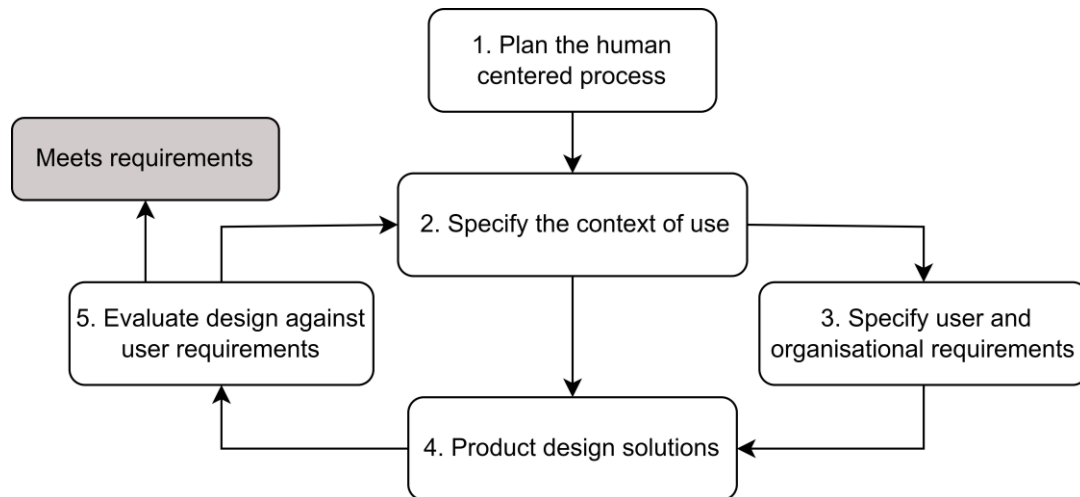 1. Plan the human
centered process
Meets requirements
2. Specify the context of use
5. Evaluate design against
user requirements
3. Specify user and
organisational requirements
4. Product design solutions